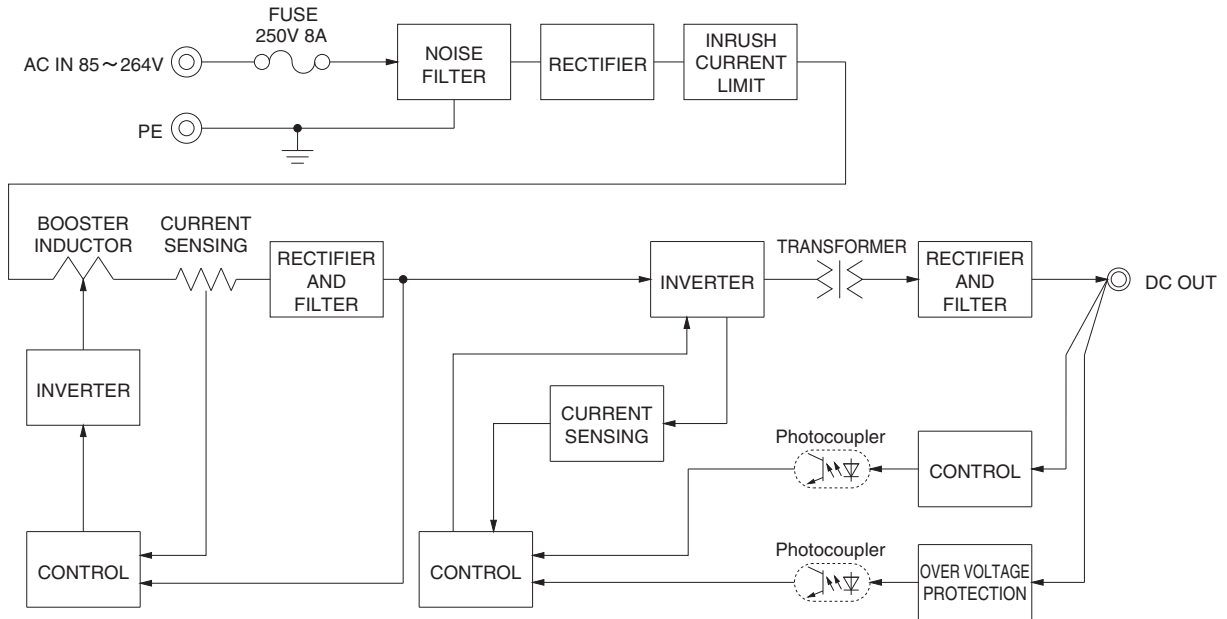 FUSE
250V 8A
AC IN 85~264V
NOISE
FILTER
RECTIFIER
INRUSH
CURRENT
LIMIT
PE
BOOSTER
INDUCTOR
CURRENT
SENSING
RECTIFIER
AND
FILTER
INVERTER
TRANSFORMER
RECTIFIER
AND
FILTER
DC OUT
INVERTER
CURRENT
SENSING
Photocoupler
CONTROL
CONTROL
CONTROL
Photocoupler
OVER VOLTAGE
PROTECTION